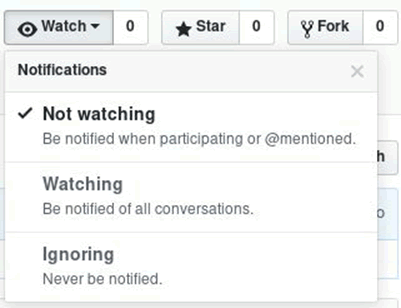 Watch 0 Star 0 Fork 0
Notifications
Not watching
Be notified when participating or @mentioned.
Watching
Be notified of all conversations.
Ignoring
Never be notified.